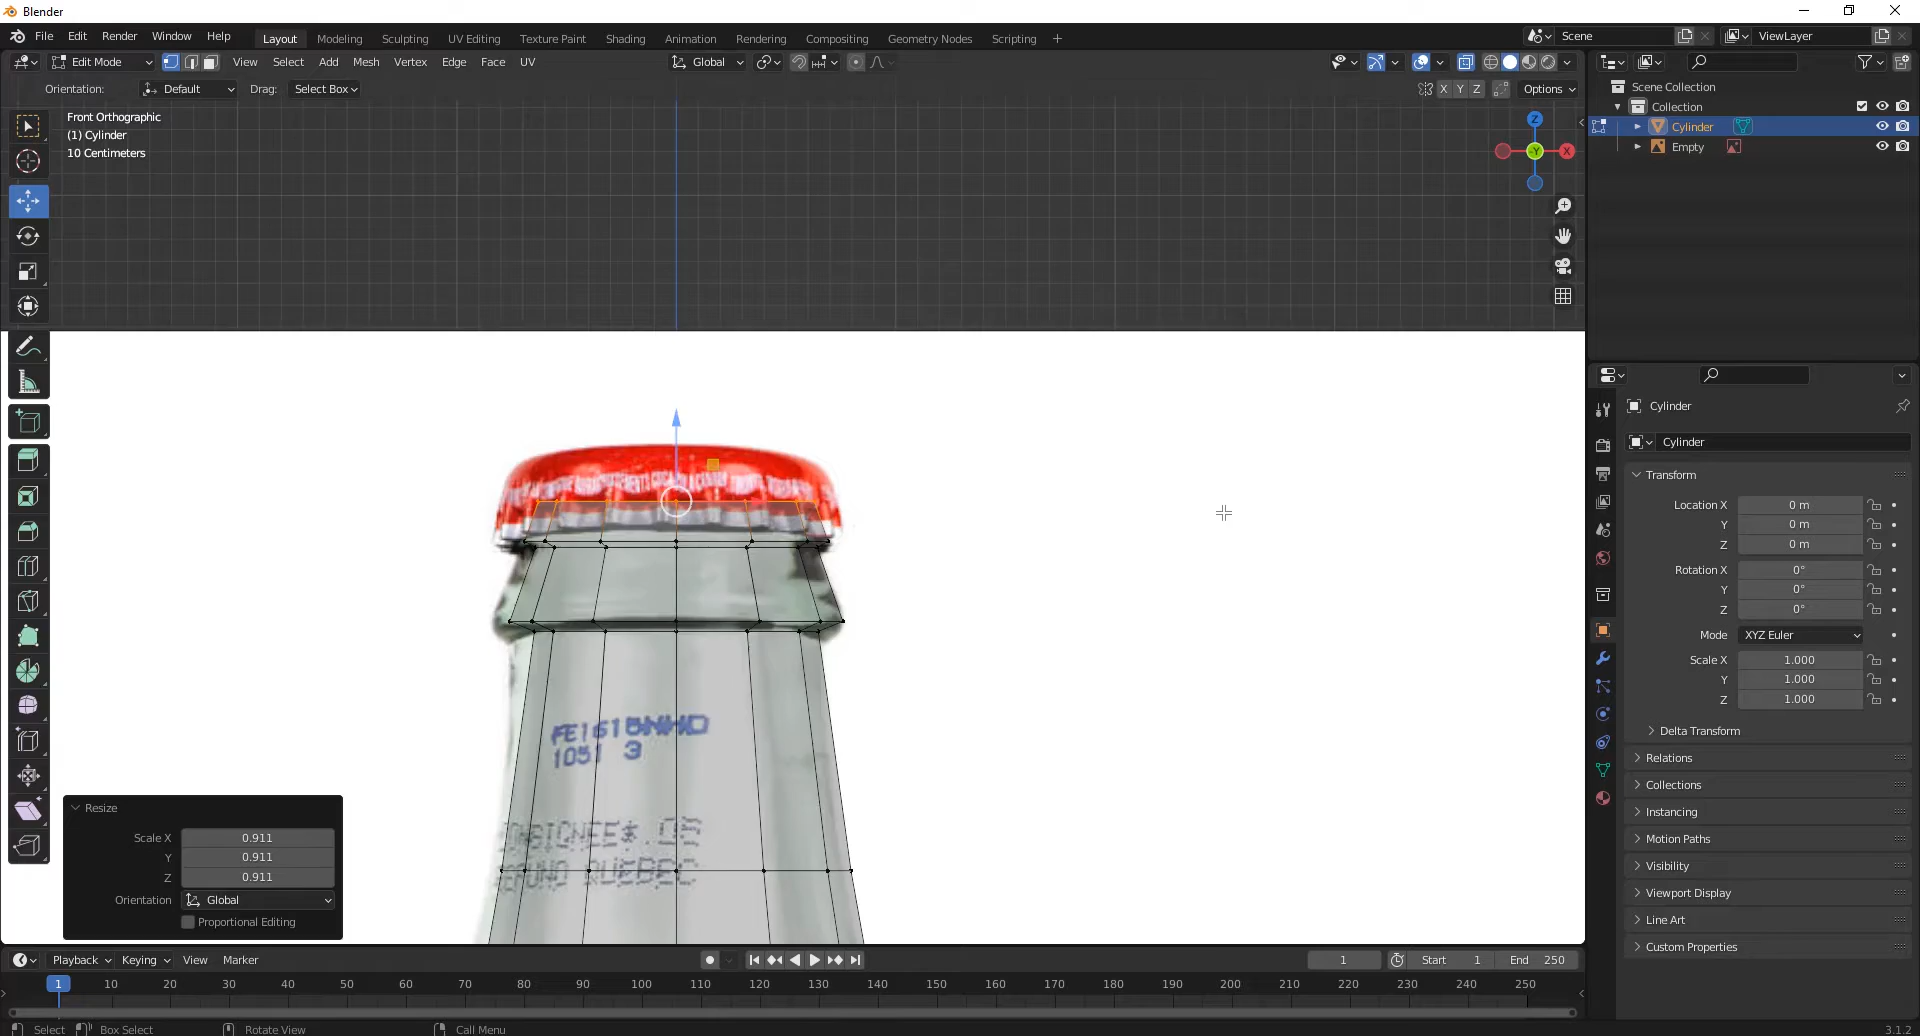 Blender
File Edit Render Window Help
Layout Modeling Sculpting UV Editing Texture Paint Shading Animation Rendering Compositing Geometry Nodes Scripting +
Scene
ViewLayer
Edit Mode View Select Add Mesh Vertex Edge Face UV
Global
Orientation: Default Drag: Select Box
X Y Z Options
Front Orthographic
(1) Cylinder
10 Centimeters
Z
-Y
X
Scene Collection
Collection
Cylinder
Empty
Cylinder
Cylinder
Transform
Location X 0 m
Y 0 m
Z 0 m
Rotation X 0°
Y 0°
Z 0°
Mode XYZ Euler
Scale X 1.000
Y 1.000
Z 1.000
Delta Transform
Relations
Collections
Instancing
Motion Paths
Visibility
Viewport Display
Line Art
Custom Properties
1051 3
QUEBEC
Resize
Scale X 0.911
Y 0.911
Z 0.911
Orientation Global
Proportional Editing
Playback Keying View Marker
1 Start 1 End 250
1 10 20 30 40 50 60 70 80 90 100 110 120 130 140 150 160 170 180 190 200 210 220 230 240 250
Select Box Select Rotate View Call Menu
3.1.2